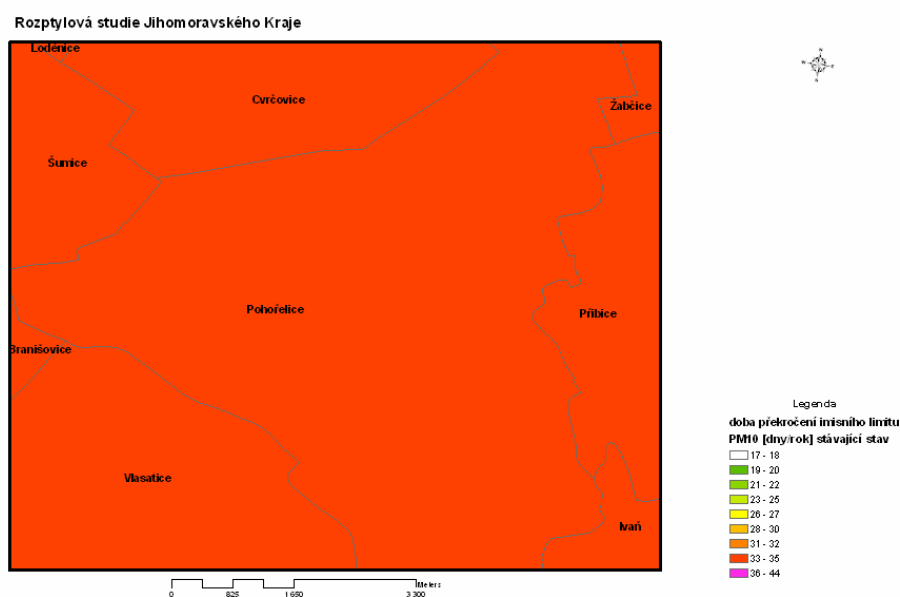 Rozptylová studie Jihomoravského Kraje
Loděnice
Cvrčovice
Žabčice
Šumice
Pohořelice
Přibice
Branišovice
Vlasatice
Ivaň
N
W
E
S
Legenda
doba překročení imisního limitu
PM10 [dny/rok] stávající stav
17 - 18
19 - 20
21 - 22
23 - 25
26 - 27
28 - 30
31 - 32
33 - 35
36 - 44
Meters
0 825 1 650 3 300